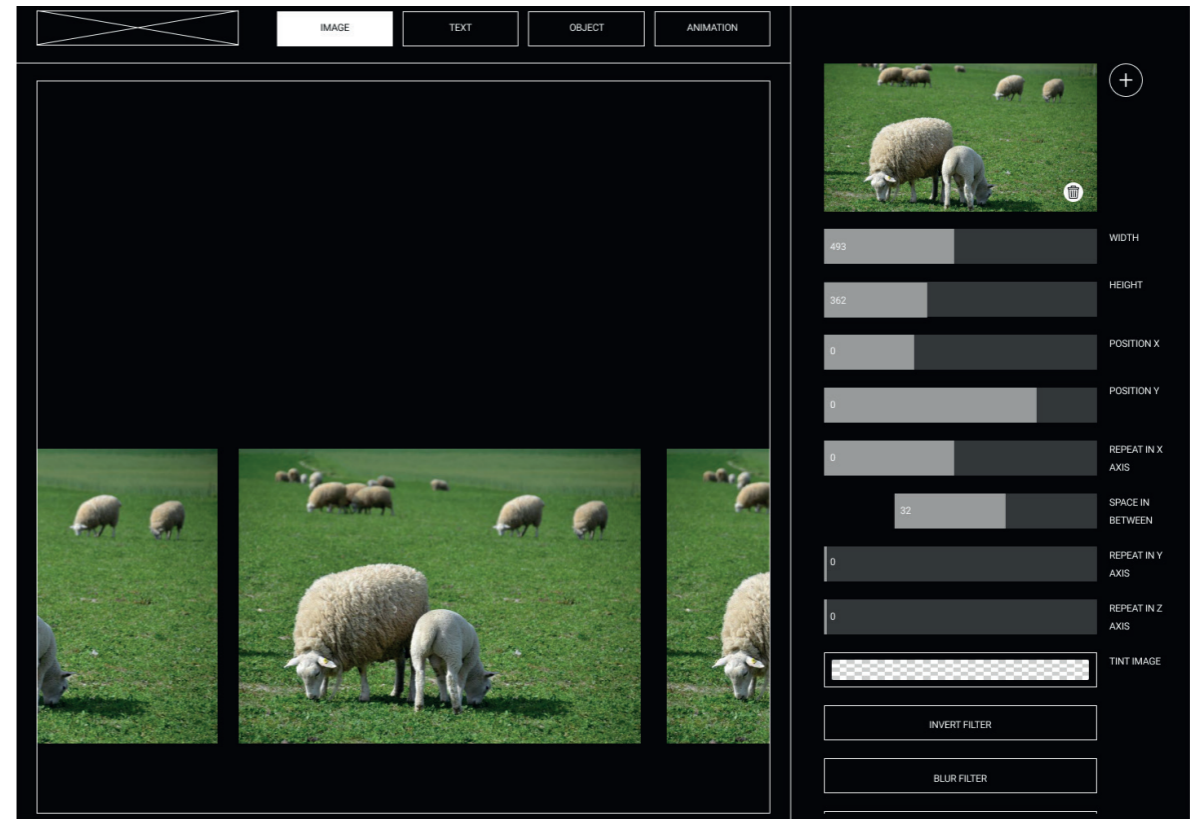 IMAGE
TEXT
OBJECT
ANIMATION
493
WIDTH
362
HEIGHT
0
POSITION X
0
POSITION Y
0
REPEAT IN X
AXIS
32
SPACE IN
BETWEEN
0
REPEAT IN Y
AXIS
0
REPEAT IN Z
AXIS
TINT IMAGE
INVERT FILTER
BLUR FILTER